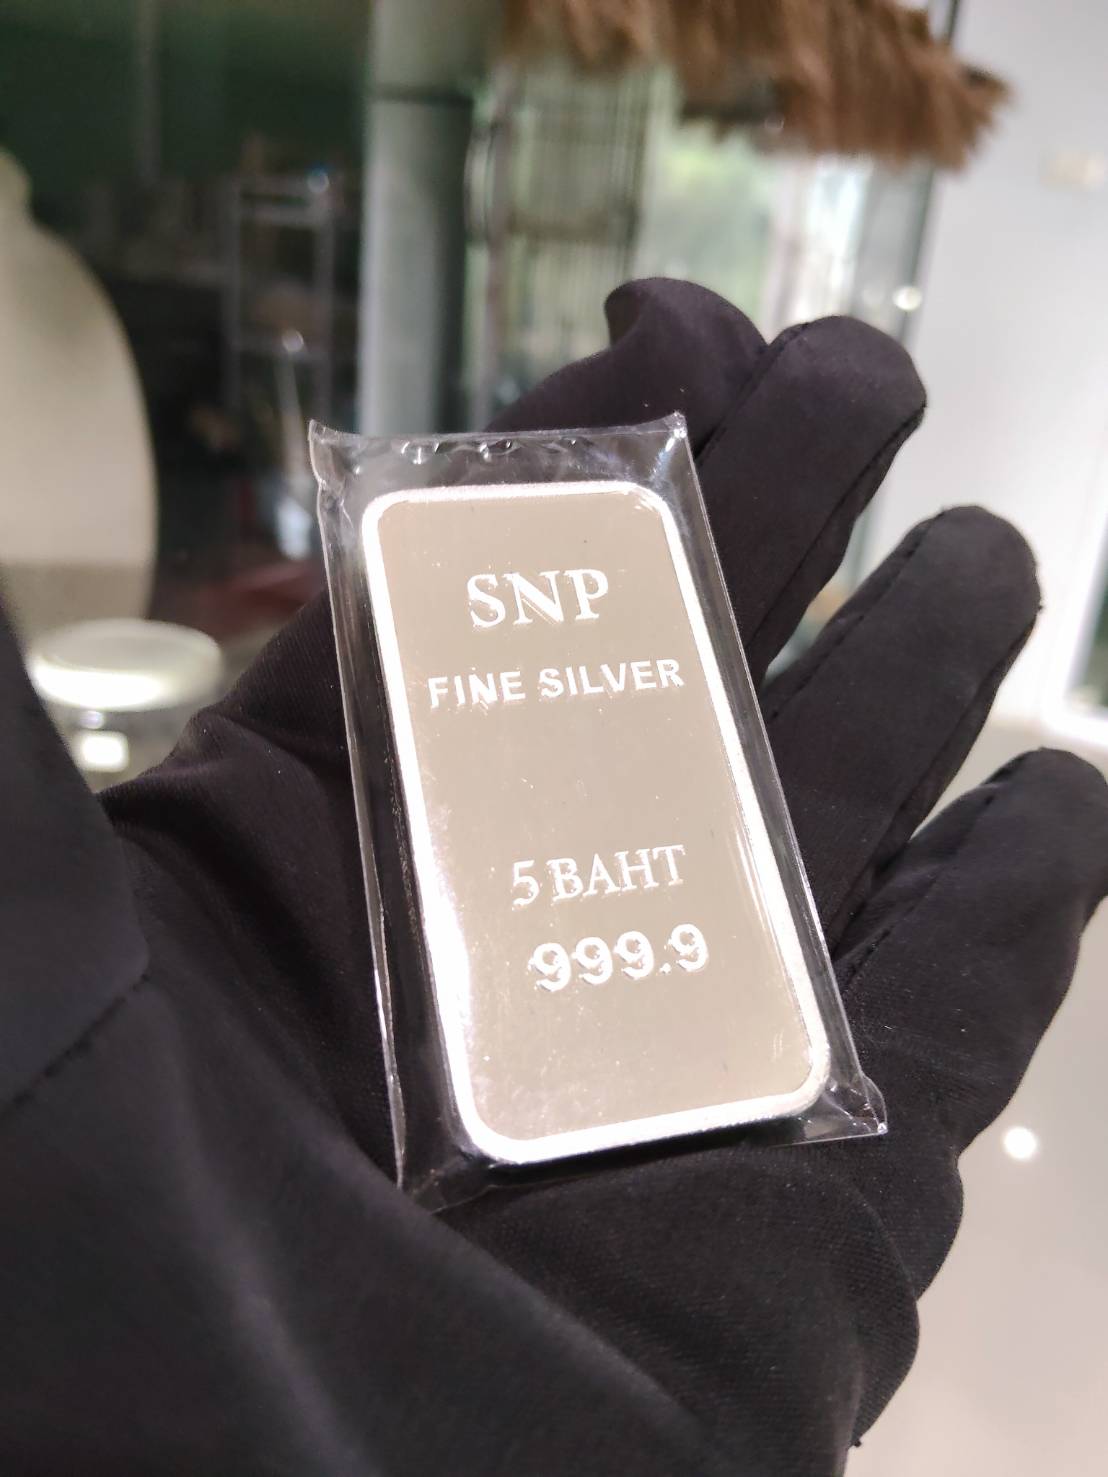 SNP
FINE SILVER
5 BAHT
999.9